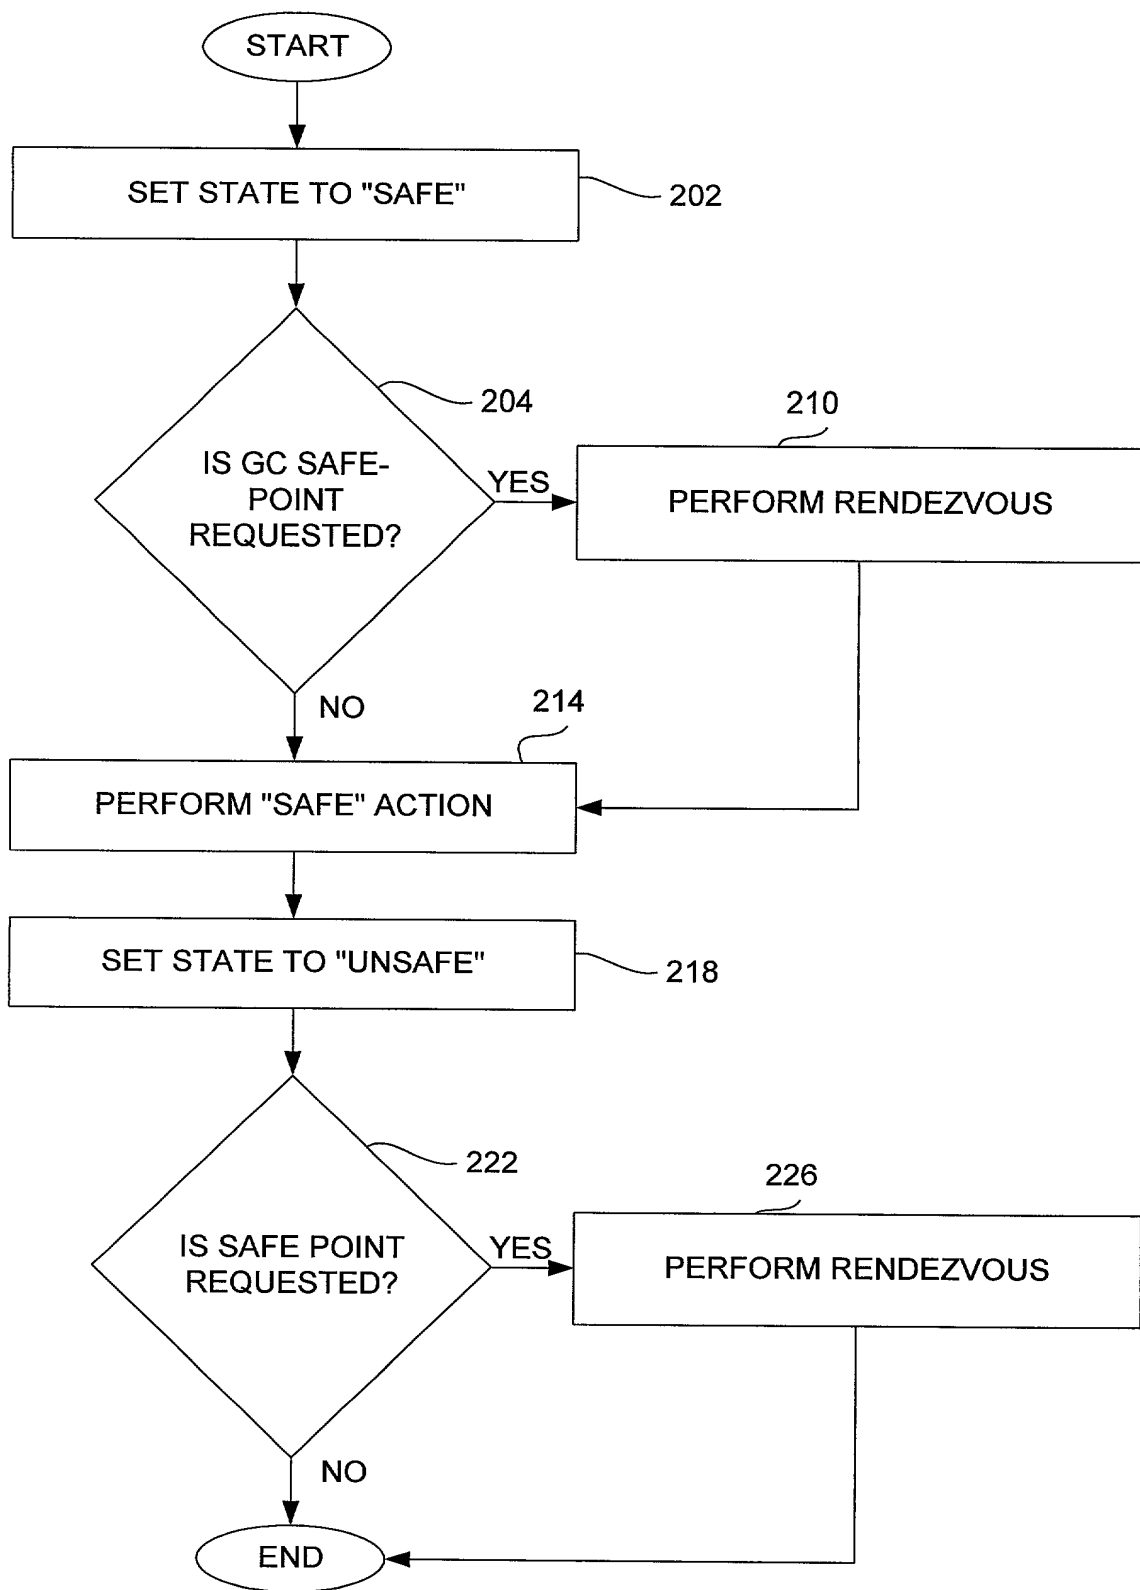 START
SET STATE TO "SAFE"
202
204
IS GC SAFE-
POINT
REQUESTED?
YES
210
PERFORM RENDEZVOUS
NO
214
PERFORM "SAFE" ACTION
SET STATE TO "UNSAFE"
218
222
IS SAFE POINT
REQUESTED?
YES
226
PERFORM RENDEZVOUS
NO
END